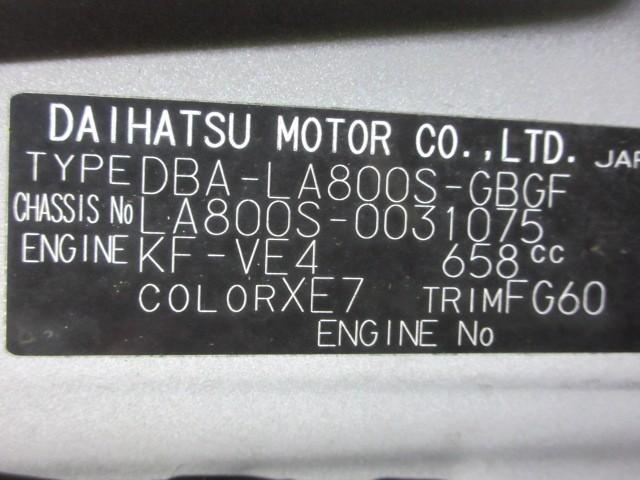 DAIHATSU MOTOR CO.,LTD. JAP
TYPE DBA-LA800S-GBGF
CHASSIS No LA800S-0031075
ENGINE KF-VE4 658cc
COLOR XE7 TRIM FG60
ENGINE No